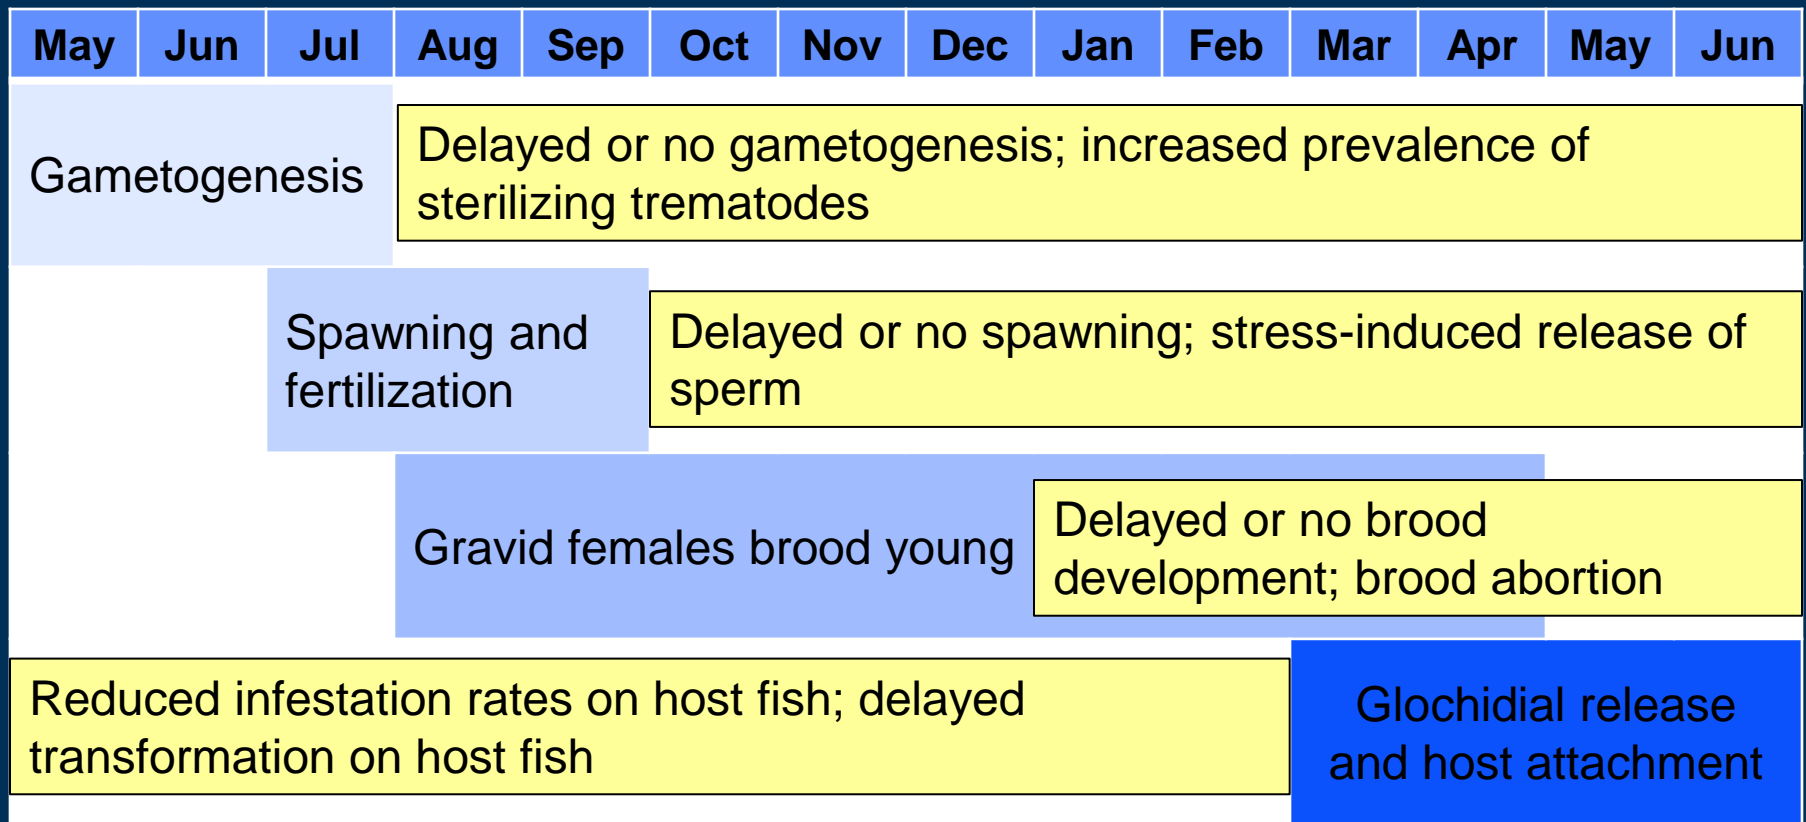 May Jun Jul Aug Sep Oct Nov Dec Jan Feb Mar Apr May Jun
Gametogenesis
Delayed or no gametogenesis; increased prevalence of
sterilizing trematodes
Spawning and
fertilization
Delayed or no spawning; stress-induced release of
sperm
Gravid females brood young
Delayed or no brood
development; brood abortion
Reduced infestation rates on host fish; delayed
transformation on host fish
Glochidial release
and host attachment